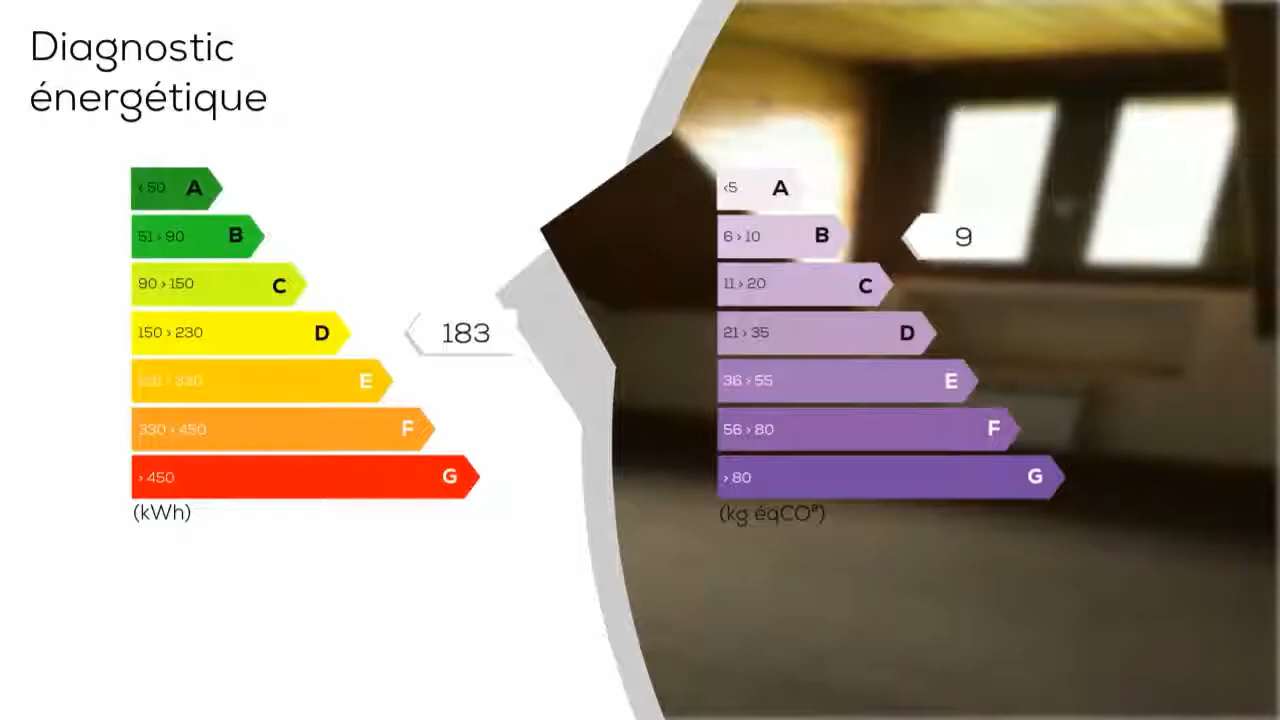 Diagnostic
énergétique
< 50 A
51 > 90 B
90 > 150 C
150 > 230 D
183
E
330 > 450 F
> 450 G
(kWh)
<5 A
6 > 10 B
9
11 > 20 C
21 > 35 D
36 > 55 E
56 > 80 F
> 80 G
(kg éqCO²)